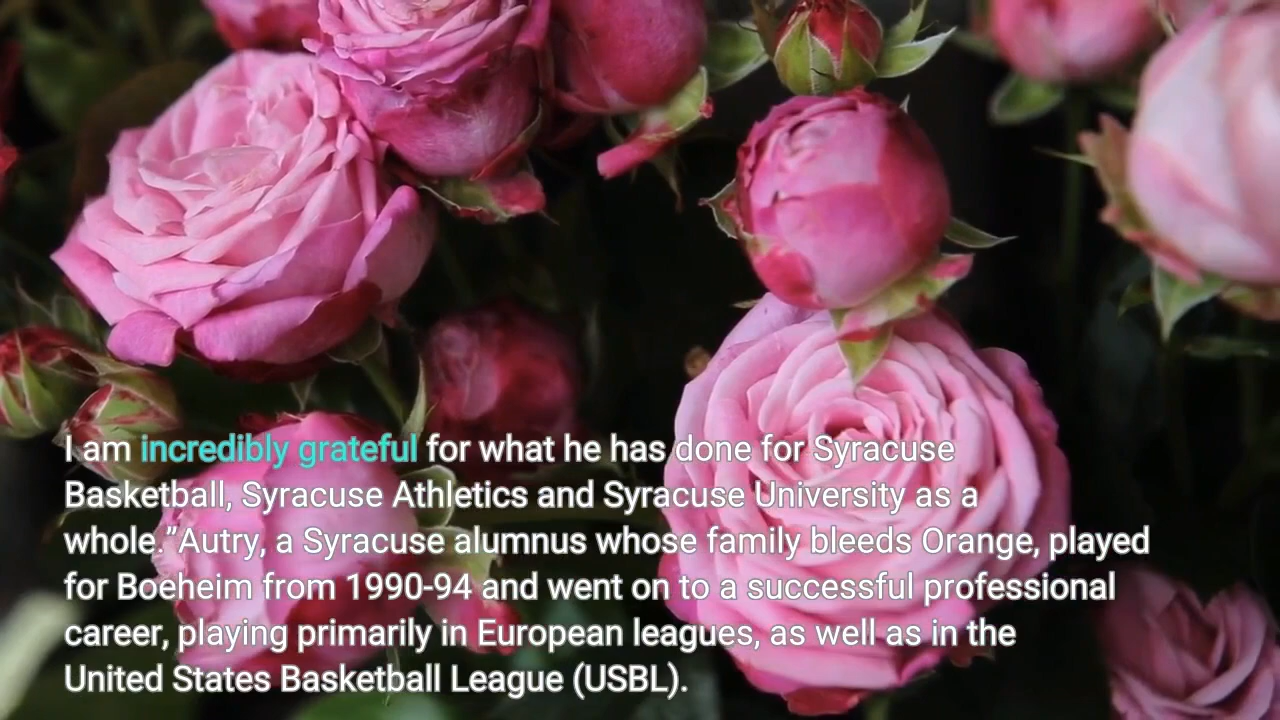 I am incredibly grateful for what he has done for Syracuse
Basketball, Syracuse Athletics and Syracuse University as a
whole.”Autry, a Syracuse alumnus whose family bleeds Orange, played
for Boeheim from 1990-94 and went on to a successful professional
career, playing primarily in European leagues, as well as in the
United States Basketball League (USBL).